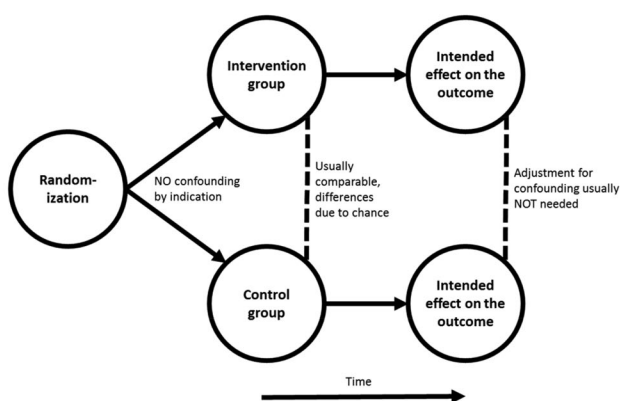 Intervention
group
Intended
effect on the
outcome
Random-
ization
NO confounding
by indication
Usually
comparable,
differences
due to chance
Adjustment for
confounding usually
NOT needed
Control
group
Intended
effect on the
outcome
Time